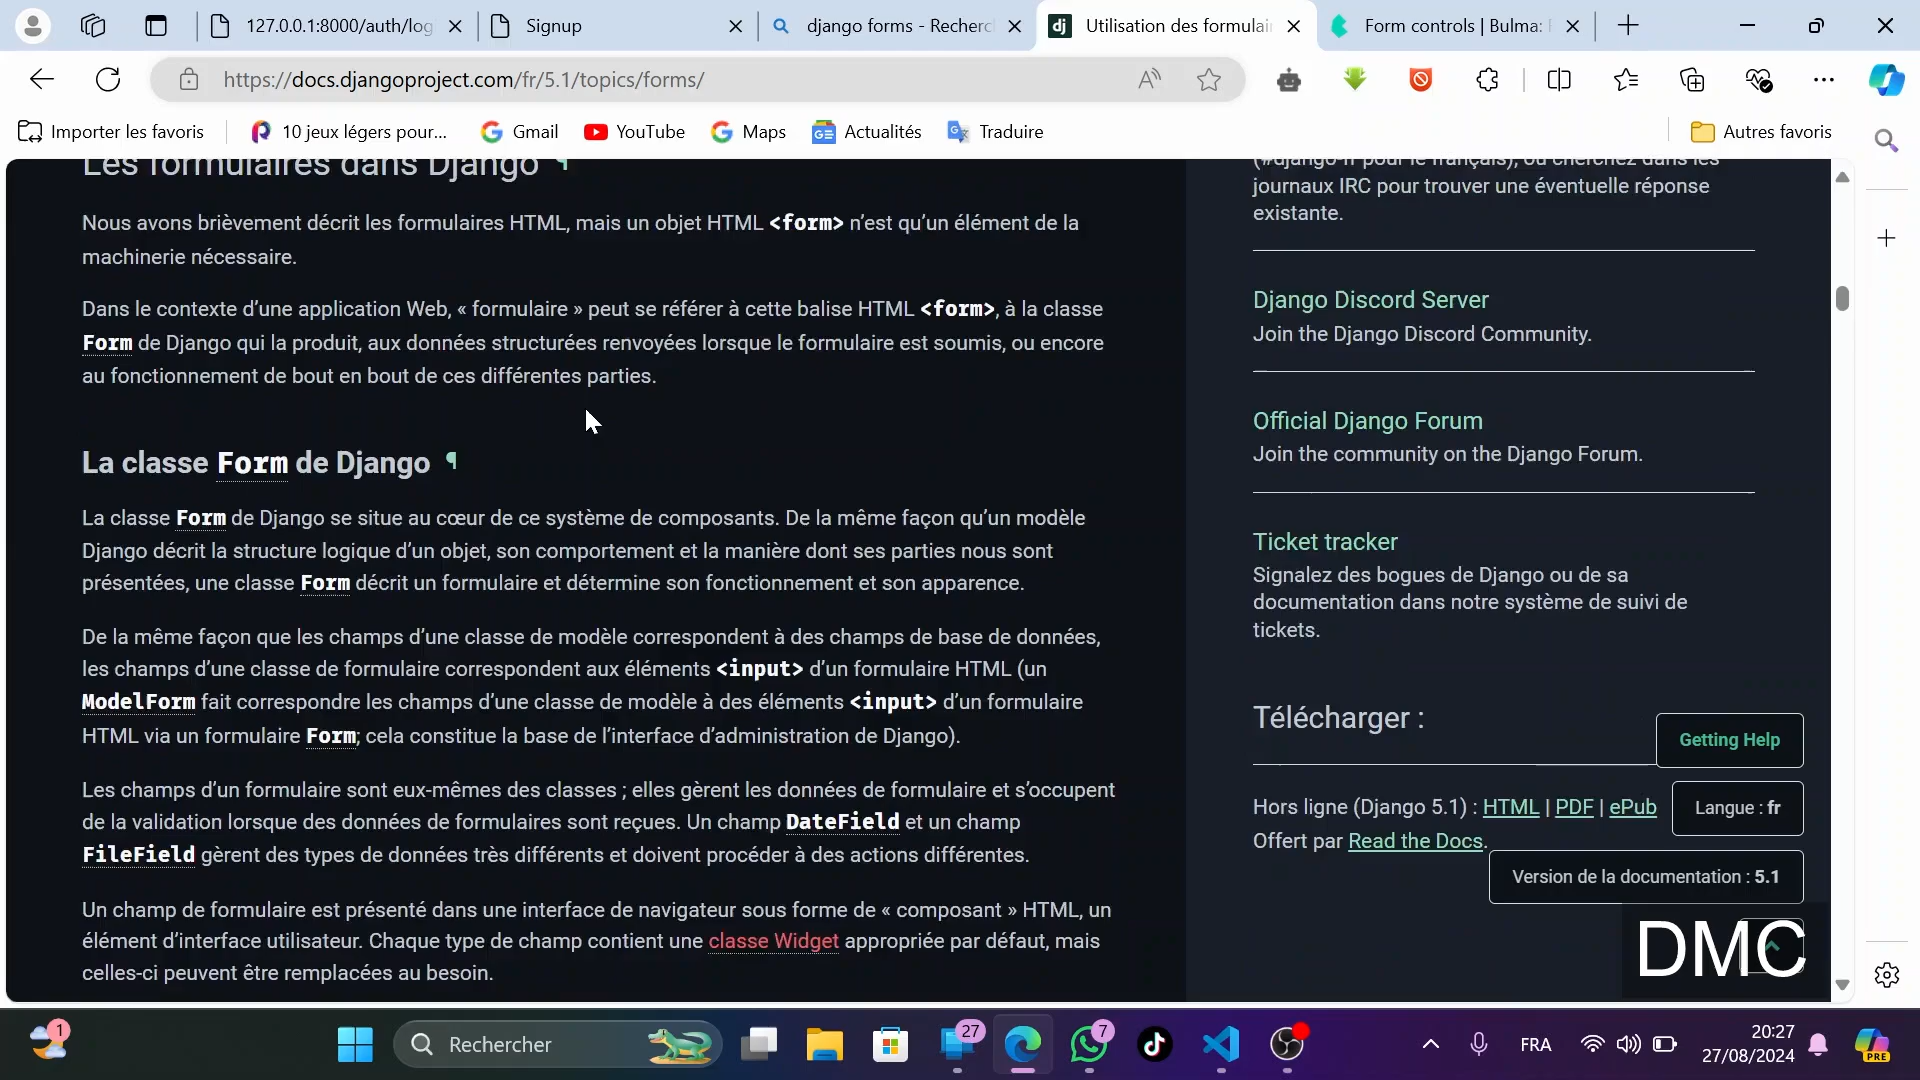 127.0.0.1:8000/auth/log
Signup
django forms - Recherc
Utilisation des formulair
Form controls | Bulma: F
https://docs.djangoproject.com/fr/5.1/topics/forms/
Importer les favoris
10 jeux légers pour...
Gmail
YouTube
Maps
Actualités
Traduire
Autres favoris
Les formulaires dans Django ¶
Nous avons brièvement décrit les formulaires HTML, mais un objet HTML <form> n’est qu’un élément de la
machinerie nécessaire.
Dans le contexte d’une application Web, « formulaire » peut se référer à cette balise HTML <form>, à la classe
Form de Django qui la produit, aux données structurées renvoyées lorsque le formulaire est soumis, ou encore
au fonctionnement de bout en bout de ces différentes parties.
La classe Form de Django ¶
La classe Form de Django se situe au cœur de ce système de composants. De la même façon qu’un modèle
Django décrit la structure logique d’un objet, son comportement et la manière dont ses parties nous sont
présentées, une classe Form décrit un formulaire et détermine son fonctionnement et son apparence.
De la même façon que les champs d’une classe de modèle correspondent à des champs de base de données,
les champs d’une classe de formulaire correspondent aux éléments <input> d’un formulaire HTML (un
ModelForm fait correspondre les champs d’une classe de modèle à des éléments <input> d’un formulaire
HTML via un formulaire Form; cela constitue la base de l’interface d’administration de Django).
Les champs d’un formulaire sont eux-mêmes des classes ; elles gèrent les données de formulaire et s’occupent
de la validation lorsque des données de formulaires sont reçues. Un champ DateField et un champ
FileField gèrent des types de données très différents et doivent procéder à des actions différentes.
Un champ de formulaire est présenté dans une interface de navigateur sous forme de « composant » HTML, un
élément d’interface utilisateur. Chaque type de champ contient une classe Widget appropriée par défaut, mais
celles-ci peuvent être remplacées au besoin.
(#django-fr pour le français), ou cherchez dans les
journaux IRC pour trouver une éventuelle réponse
existante.
Django Discord Server
Join the Django Discord Community.
Official Django Forum
Join the community on the Django Forum.
Ticket tracker
Signalez des bogues de Django ou de sa
documentation dans notre système de suivi de
tickets.
Télécharger :
Getting Help
Hors ligne (Django 5.1) : HTML | PDF | ePub
Langue : fr
Offert par Read the Docs.
Version de la documentation : 5.1
DMC
1
Rechercher
27
7
PRE
FRA
20:27
27/08/2024